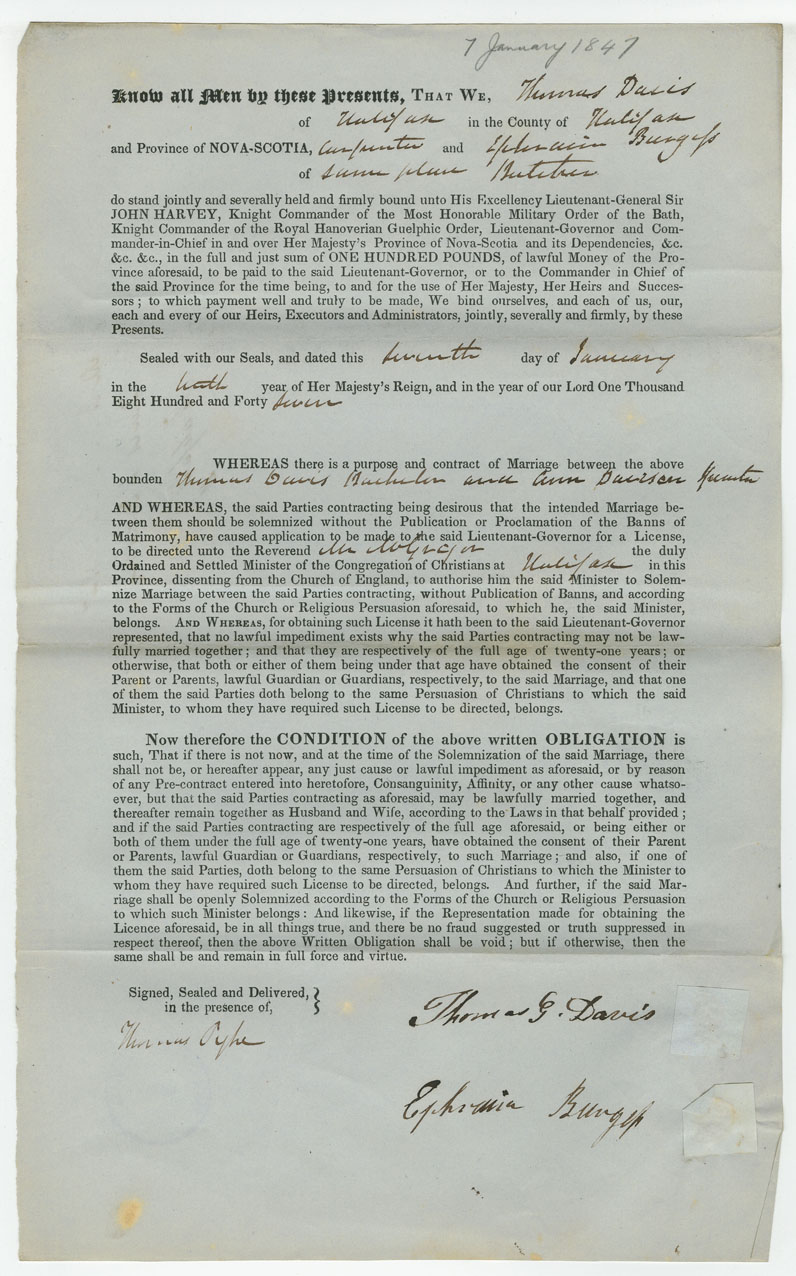 7 January 1847
Know all Men by these Presents, THAT WE, Thomas Davis
of Halifax in the County of Halifax
and Province of NOVA-SCOTIA, Carpenter and Ephraim Burgess
of same place Butcher
do stand jointly and severally held and firmly bound unto His Excellency Lieutenant-General Sir
JOHN HARVEY, Knight Commander of the Most Honorable Military Order of the Bath,
Knight Commander of the Royal Hanoverian Guelphic Order, Lieutenant-Governor and Com-
mander-in-Chief in and over Her Majesty's Province of Nova-Scotia and its Dependencies, &c.
&c. &c., in the full and just sum of ONE HUNDRED POUNDS, of lawful Money of the Pro-
vince aforesaid, to be paid to the said Lieutenant-Governor, or to the Commander in Chief of
the said Province for the time being, to and for the use of Her Majesty, Her Heirs and Succes-
sors; to which payment well and truly to be made, We bind ourselves, and each of us, our,
each and every of our Heirs, Executors and Administrators, jointly, severally and firmly, by these
Presents.
Sealed with our Seals, and dated this seventh day of January
in the tenth year of Her Majesty's Reign, and in the year of our Lord One Thousand
Eight Hundred and Forty seven
WHEREAS there is a purpose and contract of Marriage between the above
bounden Thomas Davis Bachelor and Ann Davison Spinster
AND WHEREAS, the said Parties contracting being desirous that the intended Marriage be-
tween them should be solemnized without the Publication or Proclamation of the Banns of
Matrimony, have caused application to be made to the said Lieutenant-Governor for a License,
to be directed unto the Reverend Mr McGregor the duly
Ordained and Settled Minister of the Congregation of Christians at Halifax in this
Province, dissenting from the Church of England, to authorise him the said Minister to Solem-
nize Marriage between the said Parties contracting, without Publication of Banns, and according
to the Forms of the Church or Religious Persuasion aforesaid, to which he, the said Minister,
belongs. AND WHEREAS, for obtaining such License it hath been to the said Lieutenant-Governor
represented, that no lawful impediment exists why the said Parties contracting may not be law-
fully married together; and that they are respectively of the full age of twenty-one years; or
otherwise, that both or either of them being under that age have obtained the consent of their
Parent or Parents, lawful Guardian or Guardians, respectively, to the said Marriage, and that one
of them the said Parties doth belong to the same Persuasion of Christians to which the said
Minister, to whom they have required such License to be directed, belongs.
Now therefore the CONDITION of the above written OBLIGATION is
such, That if there is not now, and at the time of the Solemnization of the said Marriage, there
shall not be, or hereafter appear, any just cause or lawful impediment as aforesaid, or by reason
of any Pre-contract entered into heretofore, Consanguinity, Affinity, or any other cause whatso-
ever, but that the said Parties contracting as aforesaid, may be lawfully married together, and
thereafter remain together as Husband and Wife, according to the Laws in that behalf provided;
and if the said Parties contracting are respectively of the full age aforesaid, or being either or
both of them under the full age of twenty-one years, have obtained the consent of their Parent
or Parents, lawful Guardian or Guardians, respectively, to such Marriage; and also, if one of
them the said Parties, doth belong to the same Persuasion of Christians to which the Minister to
whom they have required such License to be directed, belongs. And further, if the said Mar-
riage shall be openly Solemnized according to the Forms of the Church or Religious Persuasion
to which such Minister belongs: And likewise, if the Representation made for obtaining the
Licence aforesaid, be in all things true, and there be no fraud suggested or truth suppressed in
respect thereof, then the above Written Obligation shall be void; but if otherwise, then the
same shall be and remain in full force and virtue.
Signed, Sealed and Delivered,
in the presence of,
Thomas G. Davis
Thomas Pyke
Ephraim Burgess